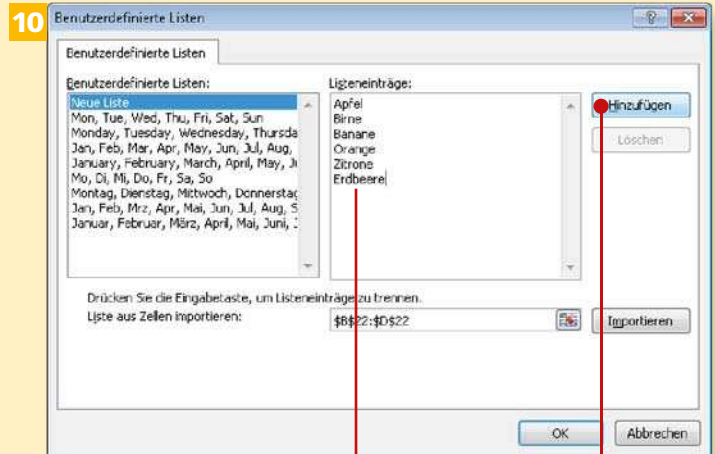 10
Benutzerdefinierte Listen
Benutzerdefinierte Listen
Benutzerdefinierte Listen:
Neue Liste
Mon, Tue, Wed, Thu, Fri, Sat, Sun
Monday, Tuesday, Wednesday, Thursda
Jan, Feb, Mar, Apr, May, Jun, Jul, Aug,
January, February, March, April, May, Ju
Mo, Di, Mi, Do, Fr, Sa, So
Montag, Dienstag, Mittwoch, Donnerstag
Jan, Feb, Mrz, Apr, Mai, Jun, Jul, Aug, S
Januar, Februar, März, April, Mai, Juni, J
Listeneinträge:
Apfel
Birne
Banane
Orange
Zitrone
Erdbeere
Hinzufügen
Löschen
Drücken Sie die Eingabetaste, um Listeneinträge zu trennen.
Liste aus Zellen importieren:
$B$22:$D$22
Importieren
OK
Abbrechen